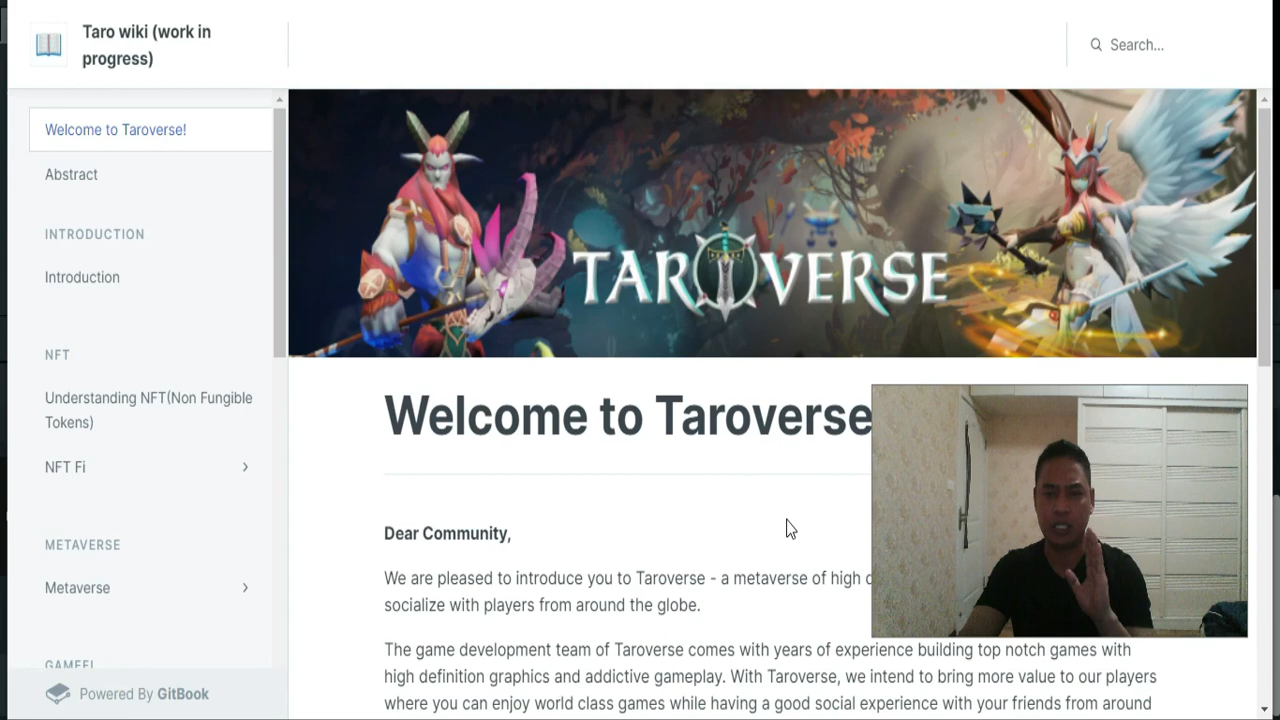 Taro wiki (work in
progress)
Search...
Welcome to Taroverse!
Abstract
INTRODUCTION
Introduction
NFT
Understanding NFT(Non Fungible
Tokens)
NFT Fi
METAVERSE
Metaverse
GAMEFI
Powered By GitBook
TAROVERSE
Welcome to Taroverse
Dear Community,
We are pleased to introduce you to Taroverse - a metaverse of high
socialize with players from around the globe.
The game development team of Taroverse comes with years of experience building top notch games with
high definition graphics and addictive gameplay. With Taroverse, we intend to bring more value to our players
where you can enjoy world class games while having a good social experience with your friends from around